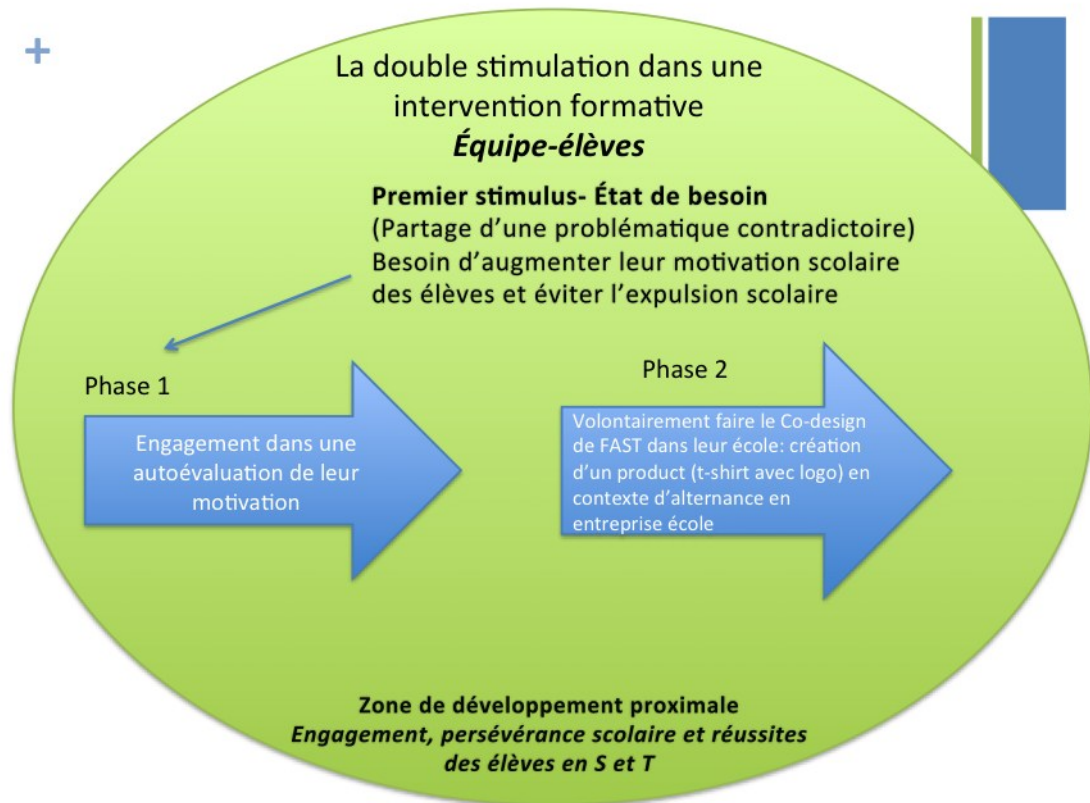 +
La double stimulation dans une
intervention formative
Équipe-élèves
Premier stimulus- État de besoin
(Partage d'une problématique contradictoire)
Besoin d'augmenter leur motivation scolaire
des élèves et éviter l'expulsion scolaire
Phase 1
Engagement dans une
autoévaluation de leur
motivation
Phase 2
Volontairement faire le Co-design
de FAST dans leur école: création
d'un product (t-shirt avec logo) en
contexte d'alternance en
entreprise école
Zone de développement proximale
Engagement, persévérance scolaire et réussites
des élèves en S et T